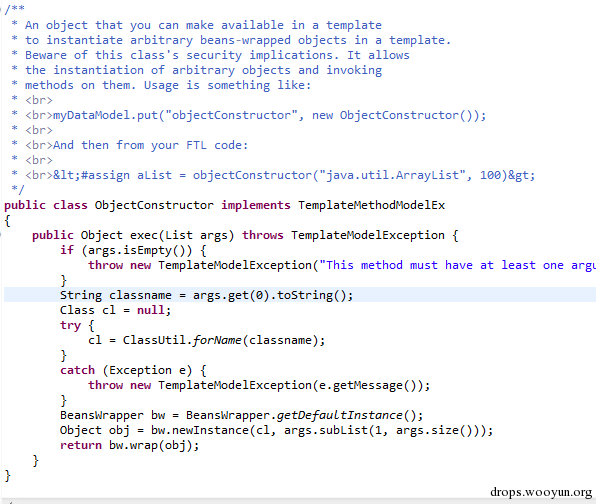 /**
 * An object that you can make available in a template
 * to instantiate arbitrary beans-wrapped objects in a template.
 * Beware of this class's security implications. It allows
 * the instantiation of arbitrary objects and invoking
 * methods on them. Usage is something like:
 * <br>
 * <br>myDataModel.put("objectConstructor", new ObjectConstructor());
 * <br>
 * <br>And then from your FTL code:
 * <br>
 * <br>&lt;#assign aList = objectConstructor("java.util.ArrayList", 100)&gt;
 */
public class ObjectConstructor implements TemplateMethodModelEx
{
    public Object exec(List args) throws TemplateModelException {
        if (args.isEmpty()) {
            throw new TemplateModelException("This method must have at least one argu
        }
        String classname = args.get(0).toString();
        Class cl = null;
        try {
            cl = ClassUtil.forName(classname);
        }
        catch (Exception e) {
            throw new TemplateModelException(e.getMessage());
        }
        BeansWrapper bw = BeansWrapper.getDefaultInstance();
        Object obj = bw.newInstance(cl, args.subList(1, args.size()));
        return bw.wrap(obj);
    }
}
drops.wooyun.org